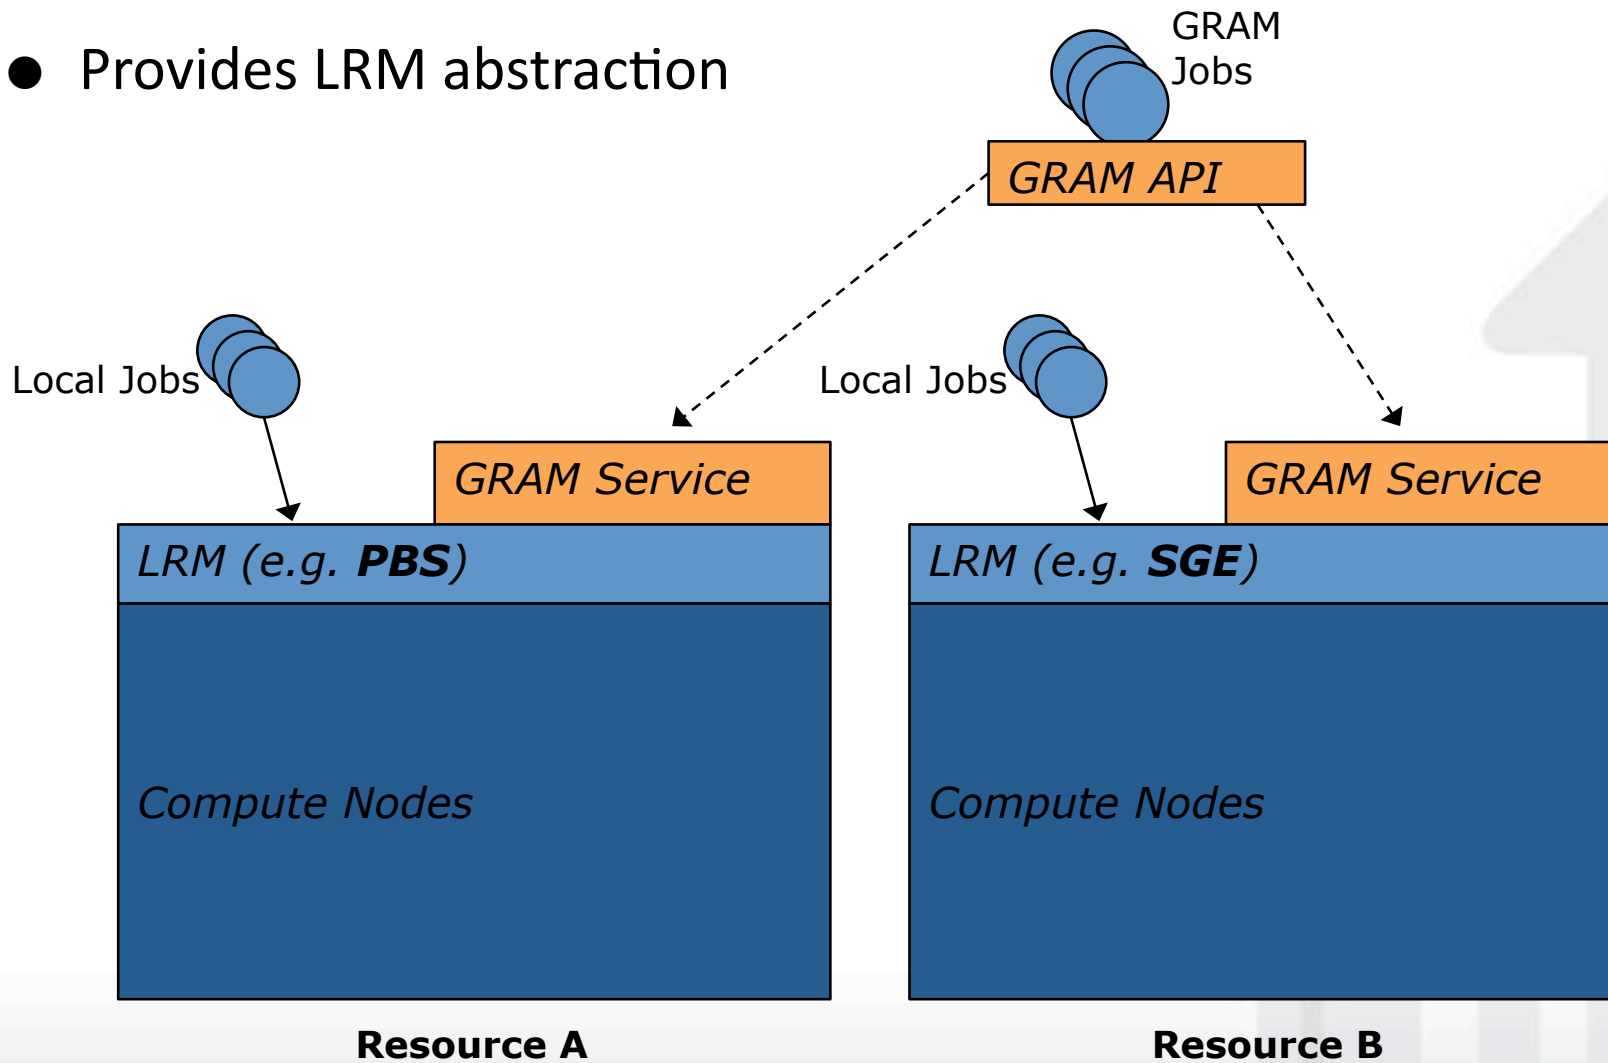 ● Provides LRM abstraction
GRAM
Jobs
GRAM API
Local Jobs
Local Jobs
GRAM Service
GRAM Service
LRM (e.g. PBS)
LRM (e.g. SGE)
Compute Nodes
Compute Nodes
Resource A
Resource B